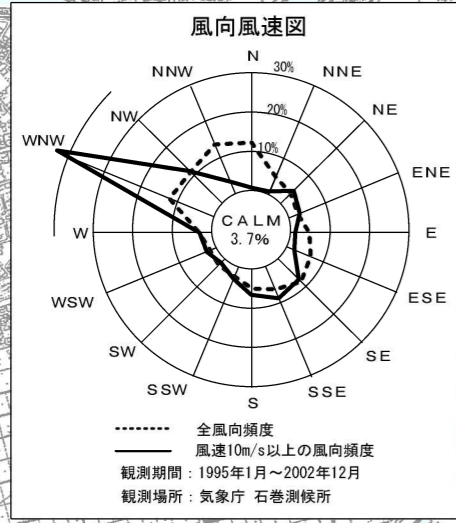 風向風速図
N
30%
NNW
NNE
20%
NW
NE
10%
WNW
ENE
CALM
3.7%
W
E
WSW
ESE
SW
SE
SSW
SSE
S
全風向頻度
風速10m/s以上の風向頻度
観測期間：1995年1月～2002年12月
観測場所：気象庁 石巻測候所